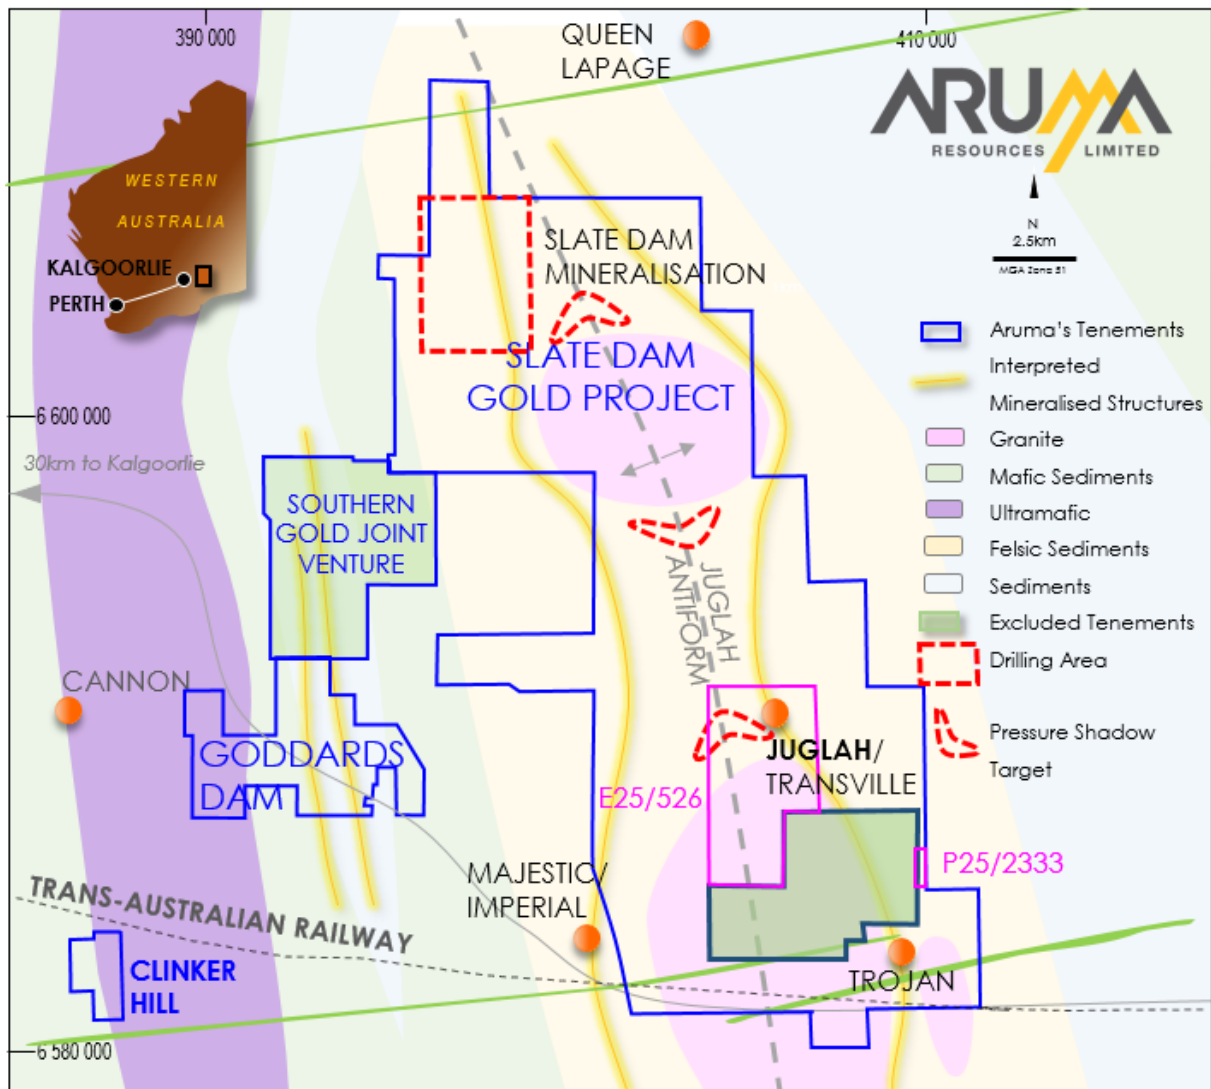 390 000
QUEEN
LAPAGE
410 000
ARUMA
RESOURCES LIMITED
WESTERN
AUSTRALIA
KALGOORLIE
PERTH
N
2.5km
MGA Zone 51
SLATE DAM
MINERALISATION
SLATE DAM
GOLD PROJECT
6 600 000
30km to Kalgoorlie
SOUTHERN
GOLD JOINT
VENTURE
Aruma's Tenements
Interpreted
Mineralised Structures
Granite
Mafic Sediments
Ultramafic
Felsic Sediments
Sediments
Excluded Tenements
Drilling Area
Pressure Shadow
Target
JUGLAH
ANTIFORM
CANNON
GODDARDS
DAM
JUGLAH/
TRANSVILLE
E25/526
P25/2333
MAJESTIC/
IMPERIAL
TRANS-AUSTRALIAN RAILWAY
CLINKER
HILL
TROJAN
6 580 000